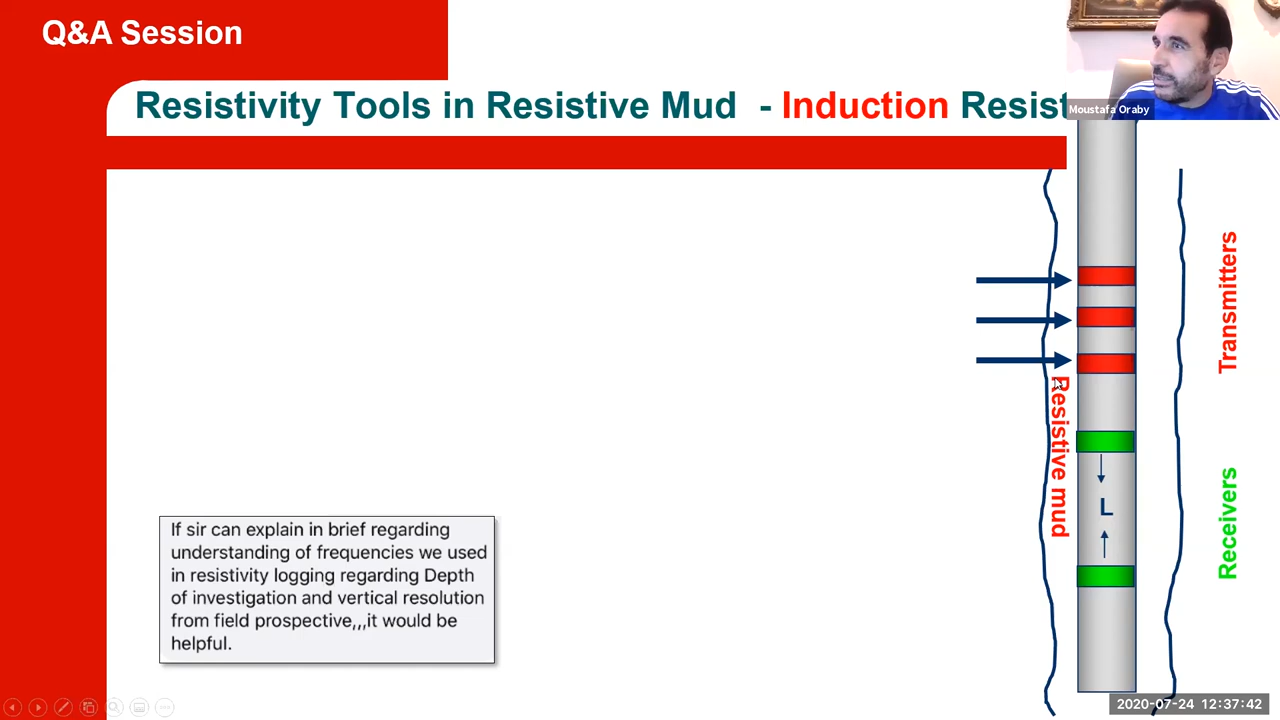 Q&A Session
Resistivity Tools in Resistive Mud - Induction Resist
Moustafa Oraby
Transmitters
Resistive mud
L
Receivers
If sir can explain in brief regarding
understanding of frequencies we used
in resistivity logging regarding Depth
of investigation and vertical resolution
from field prospective,,,it would be
helpful.
2020-07-24 12:37:42